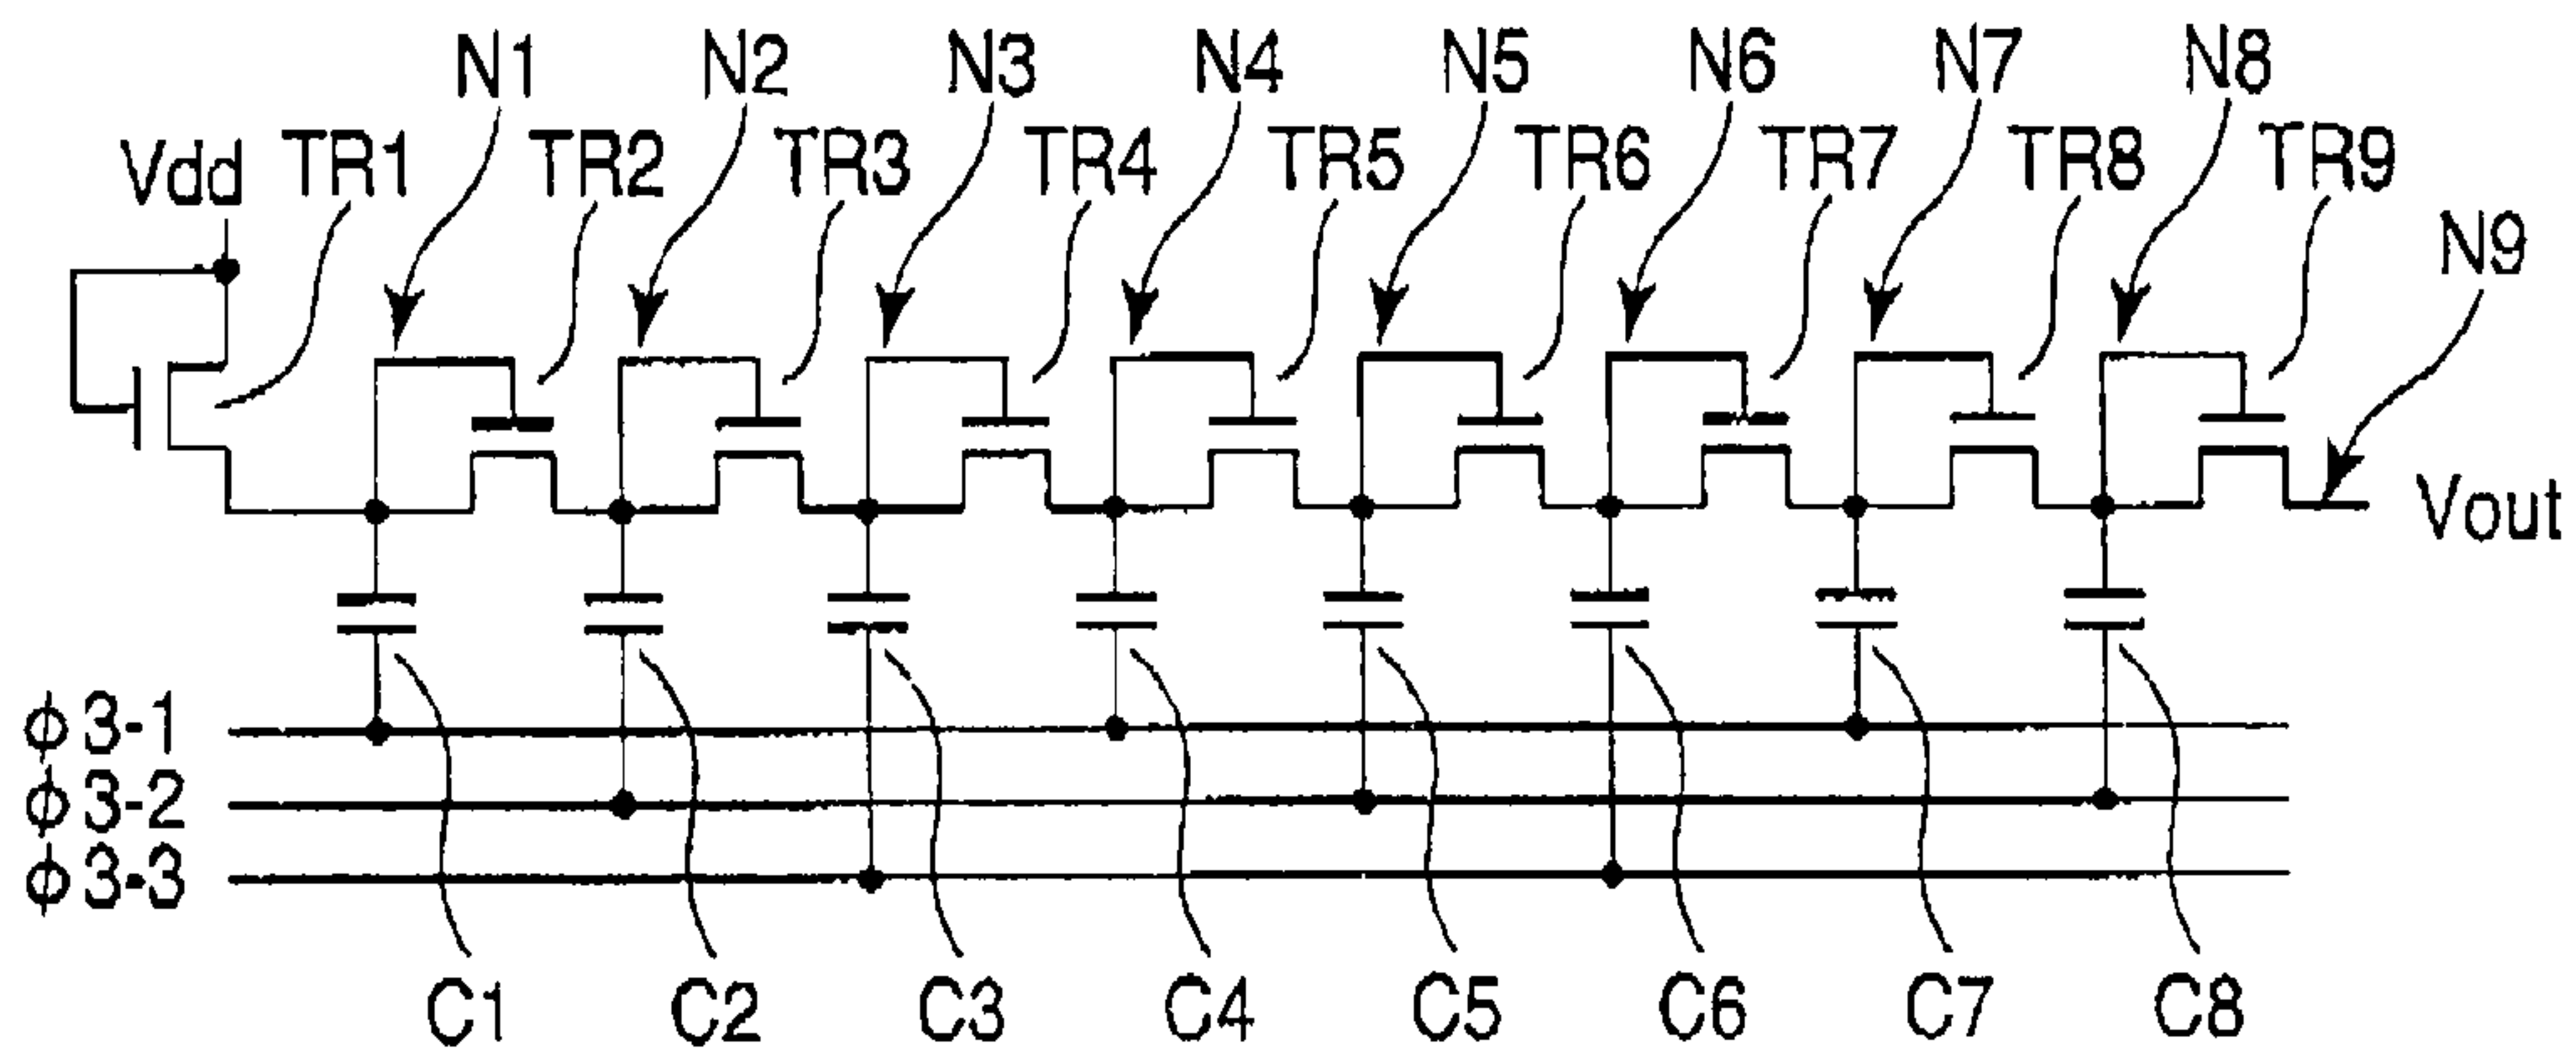 N1 N2 N3 N4 N5 N6 N7 N8
Vdd TR1 TR2 TR3 TR4 TR5 TR6 TR7 TR8 TR9
N9
Vout
ϕ3-1
ϕ3-2
ϕ3-3
C1 C2 C3 C4 C5 C6 C7 C8